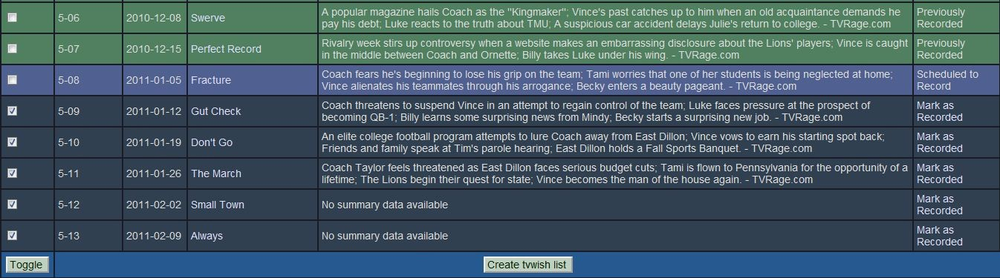 5-06 2010-12-08 Swerve A popular magazine hails Coach as the "Kingmaker"; Vince's past catches up to him when an old acquaintance demands he Previously
pay his debt; Luke reacts to the truth about TMU; A suspicious car accident delays Julie's return to college. - TVRage.com Recorded
5-07 2010-12-15 Perfect Record Rivalry week stirs up controversy when a website makes an embarrassing disclosure about the Lions' players; Vince is caught Previously
in the middle between Coach and Ornette; Billy takes Luke under his wing. - TVRage.com Recorded
5-08 2011-01-05 Fracture Coach fears he's beginning to lose his grip on the team; Tami worries that one of her students is being neglected at home; Scheduled to
Vince alienates his teammates through his arrogance; Becky enters a beauty pageant. - TVRage.com Record
5-09 2011-01-12 Gut Check Coach threatens to suspend Vince in an attempt to regain control of the team; Luke faces pressure at the prospect of Mark as
becoming QB-1; Billy learns some surprising news from Mindy; Becky starts a surprising new job. - TVRage.com Recorded
5-10 2011-01-19 Don't Go An elite college football program attempts to lure Coach away from East Dillon; Vince vows to earn his starting spot back; Mark as
Friends and family speak at Tim's parole hearing; East Dillon holds a Fall Sports Banquet. - TVRage.com Recorded
5-11 2011-01-26 The March Coach Taylor feels threatened as East Dillon faces serious budget cuts; Tami is flown to Pennsylvania for the opportunity of a Mark as
lifetime; The Lions begin their quest for state; Vince becomes the man of the house again. - TVRage.com Recorded
5-12 2011-02-02 Small Town No summary data available Mark as
Recorded
5-13 2011-02-09 Always No summary data available Mark as
Recorded
Toggle Create tvwish list